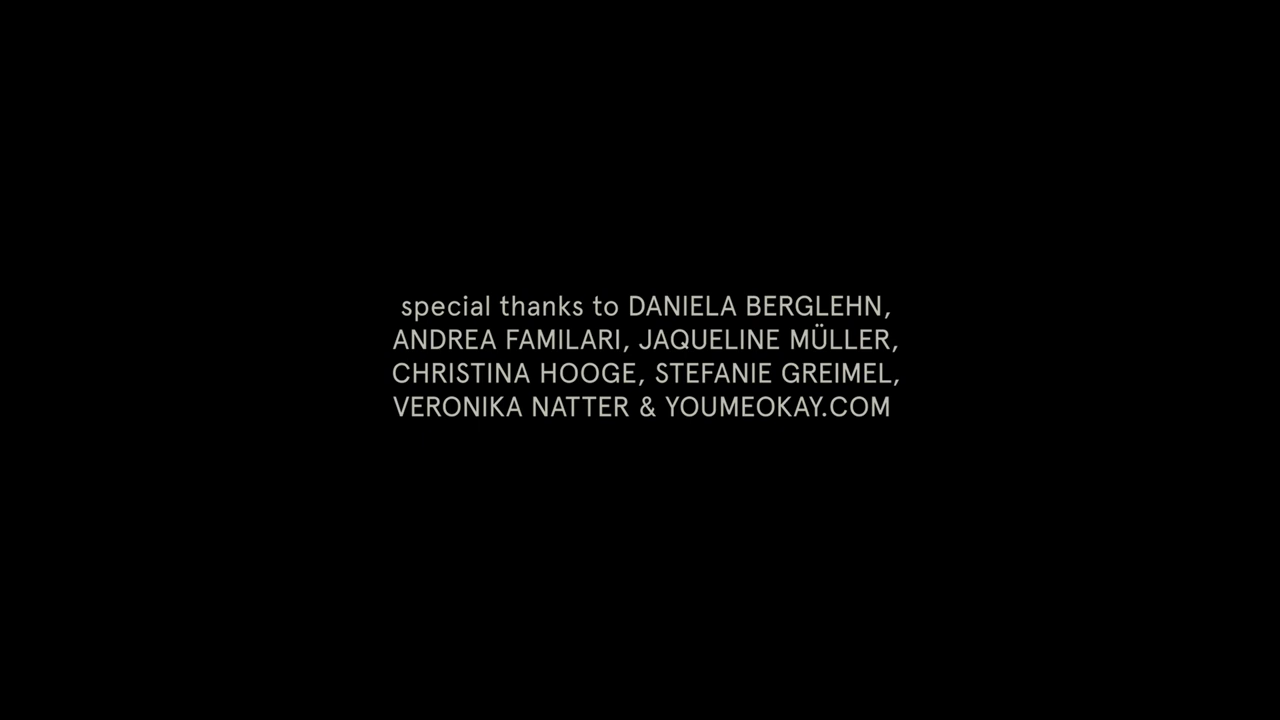 special thanks to DANIELA BERGLEHN,
ANDREA FAMILARI, JAQUELINE MÜLLER,
CHRISTINA HOOGE, STEFANIE GREIMEL,
VERONIKA NATTER & YOUMEOKAY.COM